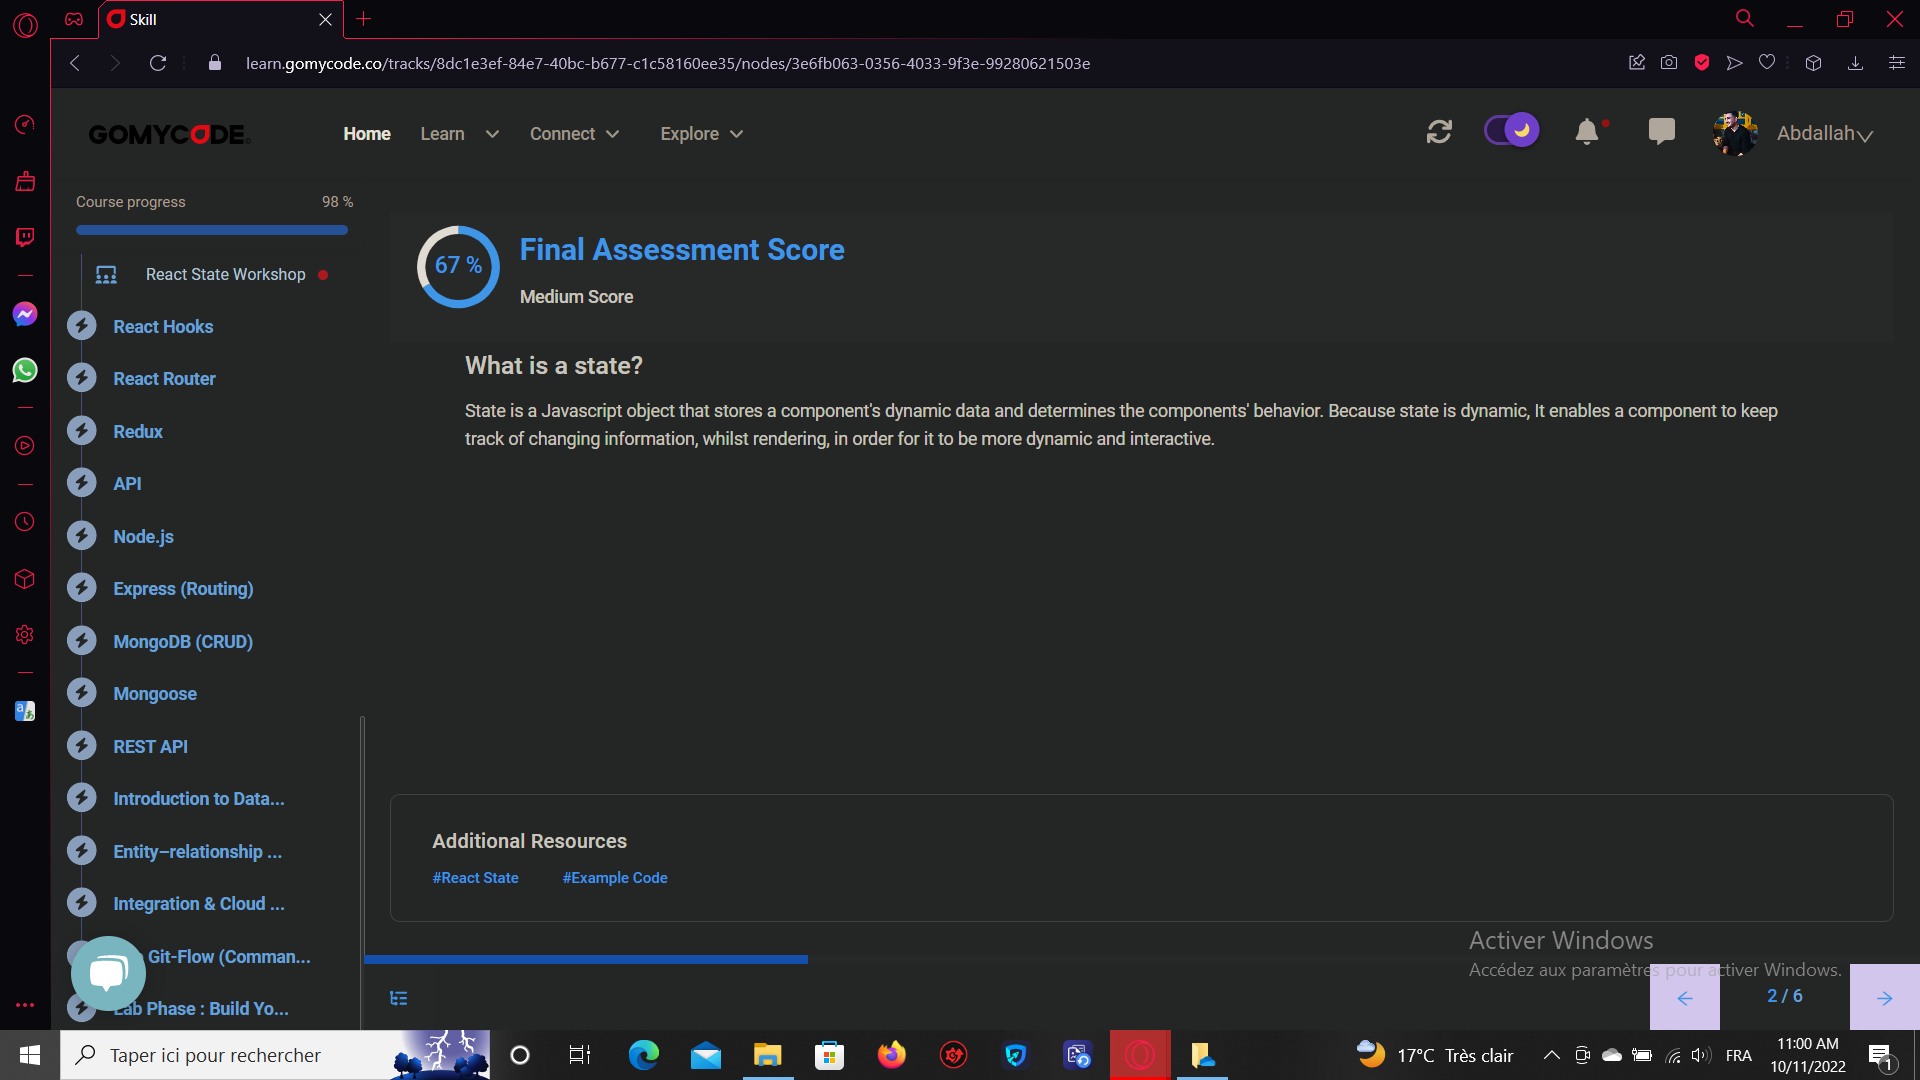 Skill
learn.gomycode.co/tracks/8dc1e3ef-84e7-40bc-b677-c1c58160ee35/nodes/3e6fb063-0356-4033-9f3e-99280621503e
GOMYCODE
Home
Learn
Connect
Explore
Abdallah
Course progress
98 %
React State Workshop
React Hooks
React Router
Redux
API
Node.js
Express (Routing)
MongoDB (CRUD)
Mongoose
REST API
Introduction to Data...
Entity–relationship ...
Integration & Cloud ...
Git-Flow (Comman...
Lab Phase : Build Yo...
67 %
Final Assessment Score
Medium Score
What is a state?
State is a Javascript object that stores a component's dynamic data and determines the components' behavior. Because state is dynamic, It enables a component to keep
track of changing information, whilst rendering, in order for it to be more dynamic and interactive.
Additional Resources
#React State
#Example Code
Activer Windows
Accédez aux paramètres pour activer Windows.
2 / 6
Taper ici pour rechercher
17°C Très clair
FRA
11:00 AM
10/11/2022
1